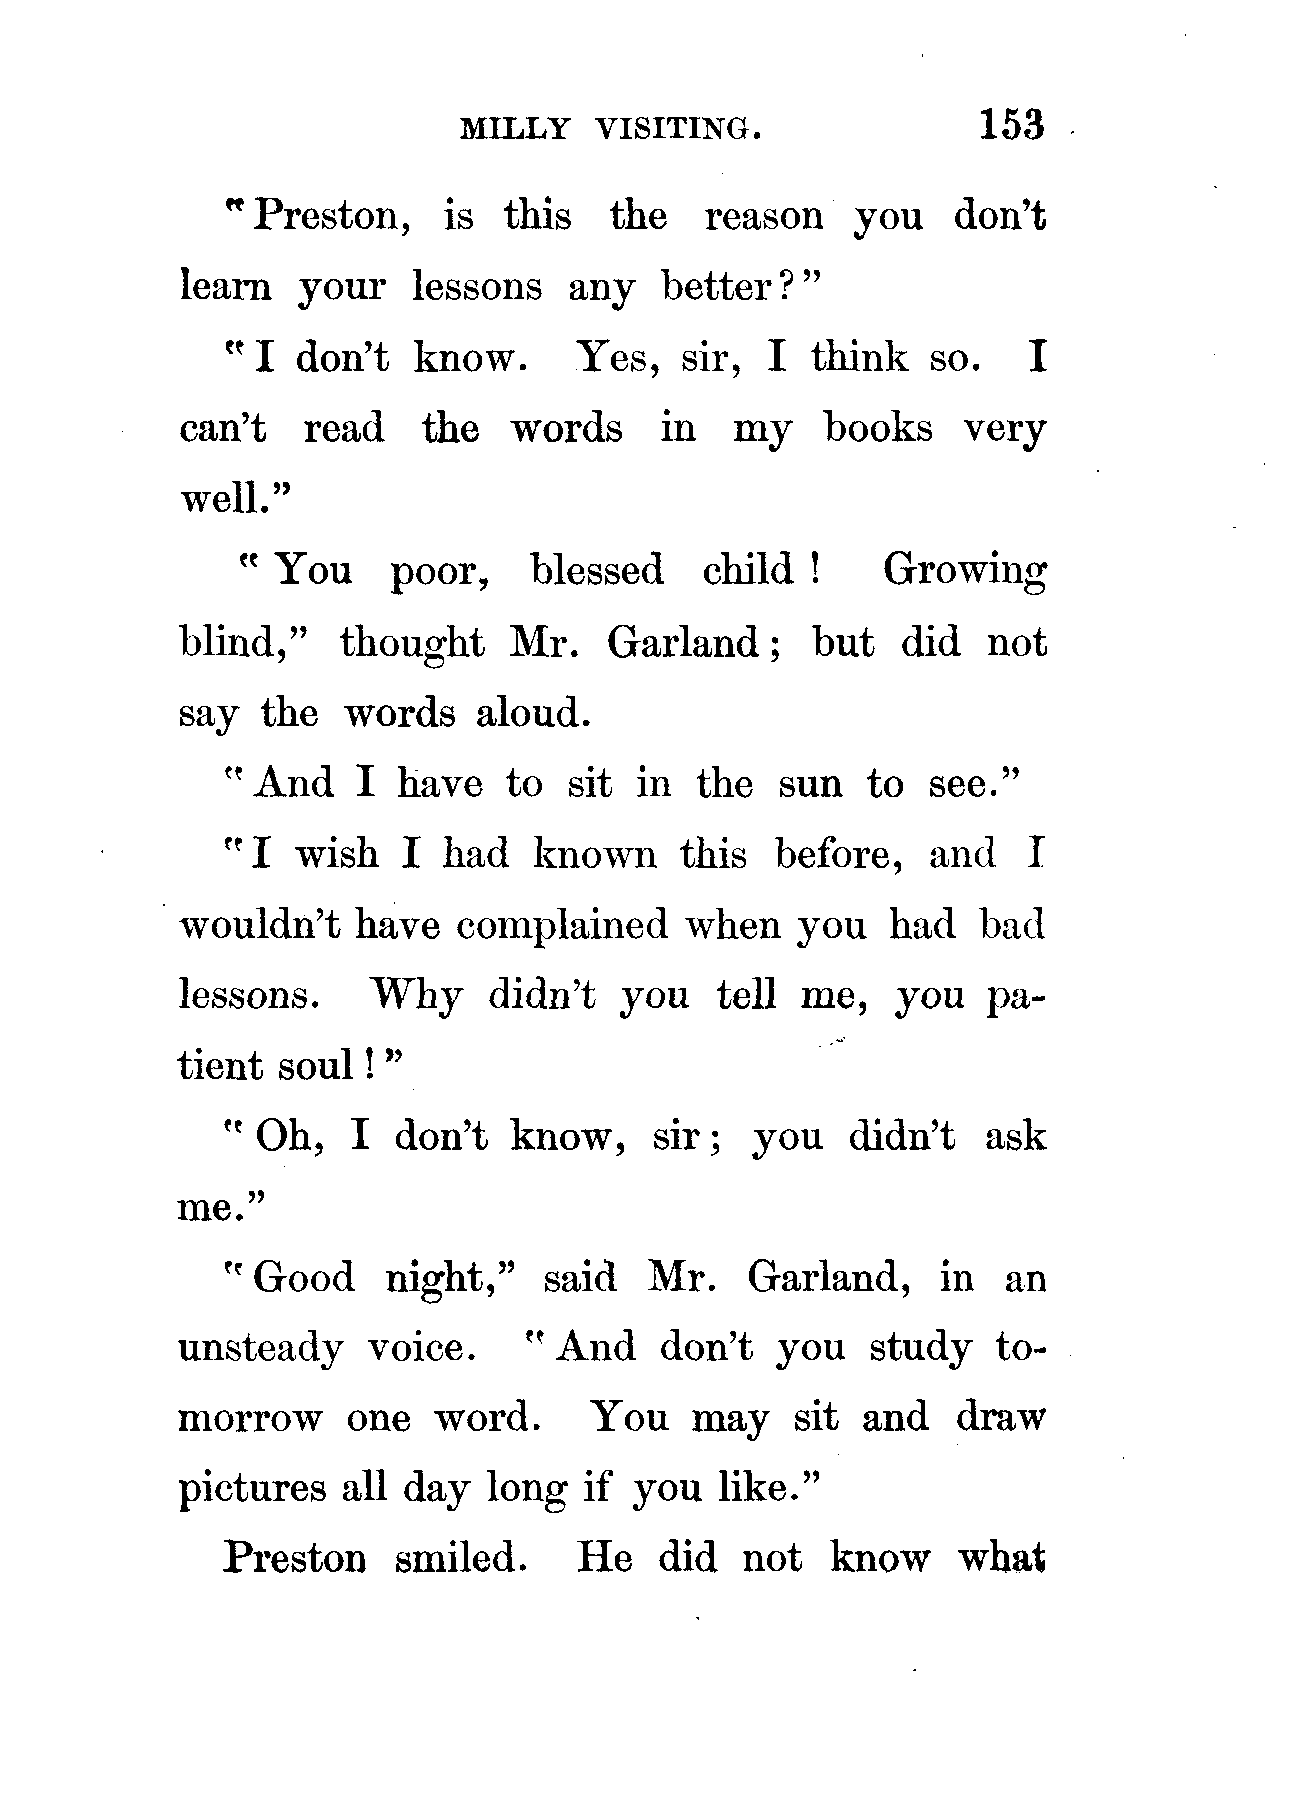 MILLY VISITING. 153
"Preston, is this the reason you don't
learn your lessons any better?"
"I don't know. Yes, sir, I think so. I
can't read the words in my books very
well."
"You poor, blessed child! Growing
blind," thought Mr. Garland; but did not
say the words aloud.
"And I have to sit in the sun to see."
"I wish I had known this before, and I
wouldn't have complained when you had bad
lessons. Why didn't you tell me, you pa-
tient soul!"
"Oh, I don't know, sir; you didn't ask
me."
"Good night," said Mr. Garland, in an
unsteady voice. "And don't you study to-
morrow one word. You may sit and draw
pictures all day long if you like."
Preston smiled. He did not know what